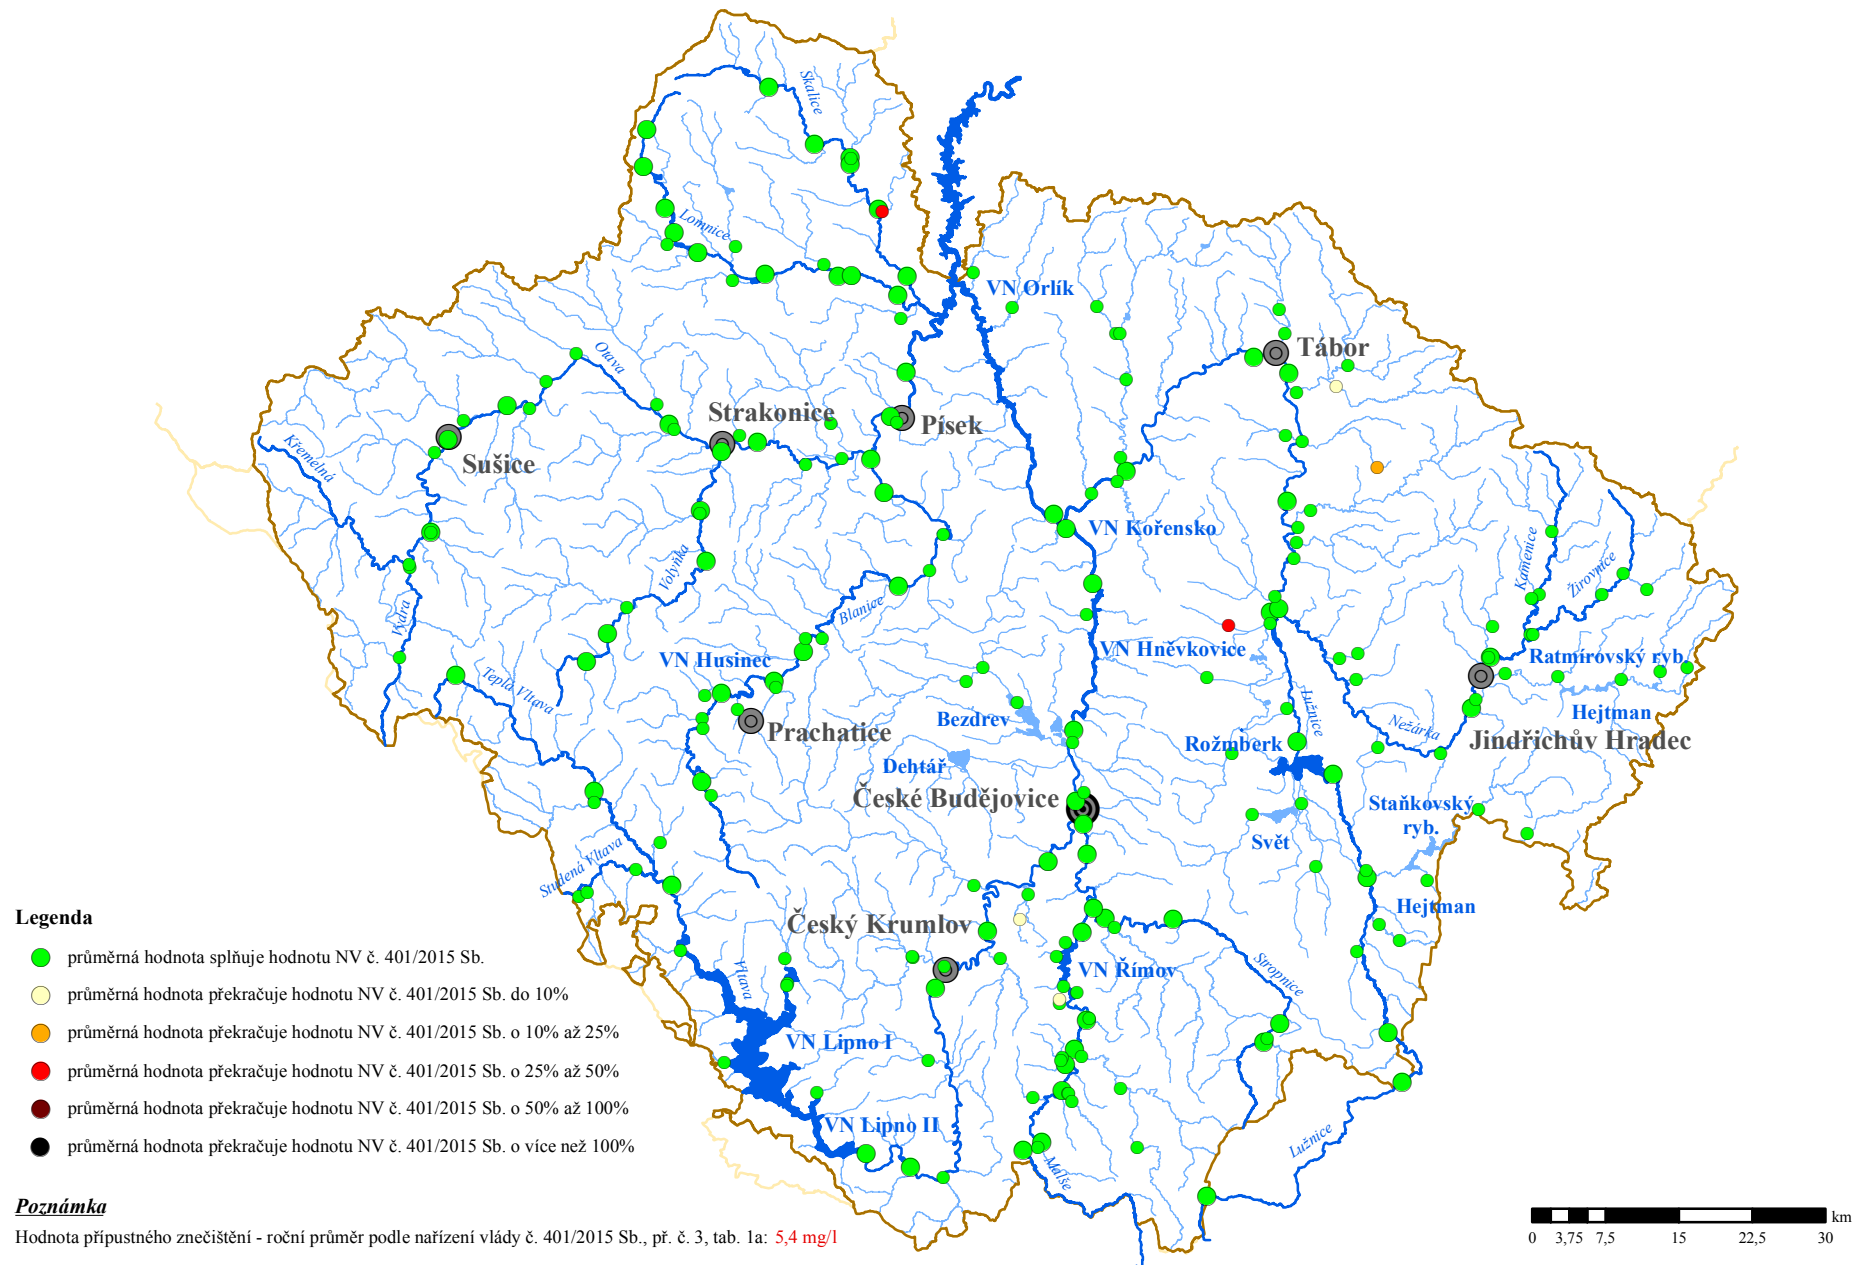 Skalice
Lomnice
VN Orlík
Otava
Tábor
Strakonice
Písek
Křemelná
Sušice
VN Kořensko
Volyňka
Kamenice
Žirovnice
Blanice
Vydra
VN Husinec
VN Hněvkovice
Ratmírovský ryb.
Teplá Vltava
Lužnice
Bezdrev
Hejtman
Nežárka
Prachatice
Rožmberk
Jindřichův Hradec
Dehtář
České Budějovice
Staňkovský
ryb.
Svět
Studená Vltava
Hejtman
Český Krumlov
Vltava
VN Římov
Stropnice
VN Lipno I
VN Lipno II
Malše
Lužnice
Legenda
průměrná hodnota splňuje hodnotu NV č. 401/2015 Sb.
průměrná hodnota překračuje hodnotu NV č. 401/2015 Sb. do 10%
průměrná hodnota překračuje hodnotu NV č. 401/2015 Sb. o 10% až 25%
průměrná hodnota překračuje hodnotu NV č. 401/2015 Sb. o 25% až 50%
průměrná hodnota překračuje hodnotu NV č. 401/2015 Sb. o 50% až 100%
průměrná hodnota překračuje hodnotu NV č. 401/2015 Sb. o více než 100%
Poznámka
Hodnota přípustného znečištění - roční průměr podle nařízení vlády č. 401/2015 Sb., př. č. 3, tab. 1a: 5,4 mg/l
km
0 3,75 7,5 15 22,5 30